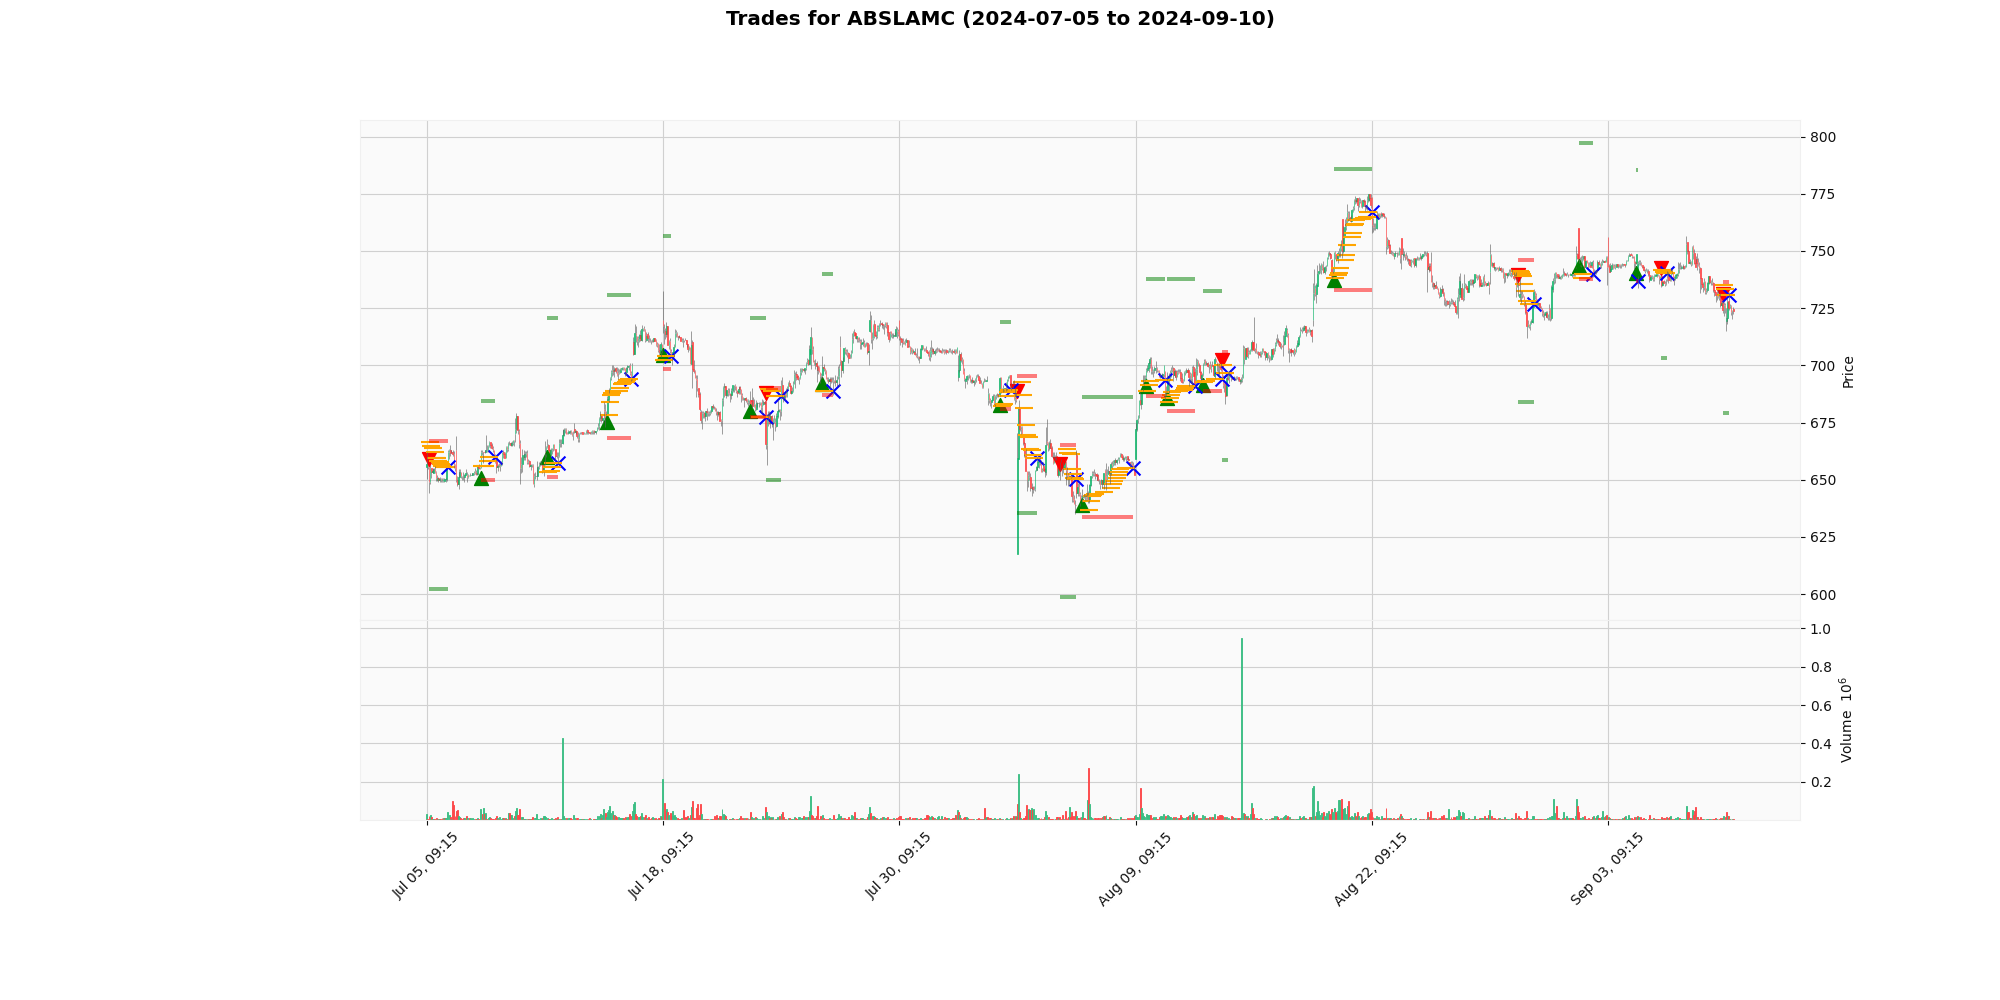 Trades for ABSLAMC (2024-07-05 to 2024-09-10)
800
775
750
725
700
675
650
625
600
Price
1.0
0.8
0.6
0.4
0.2
Volume 10⁶
Jul 05, 09:15
Jul 18, 09:15
Jul 30, 09:15
Aug 09, 09:15
Aug 22, 09:15
Sep 03, 09:15